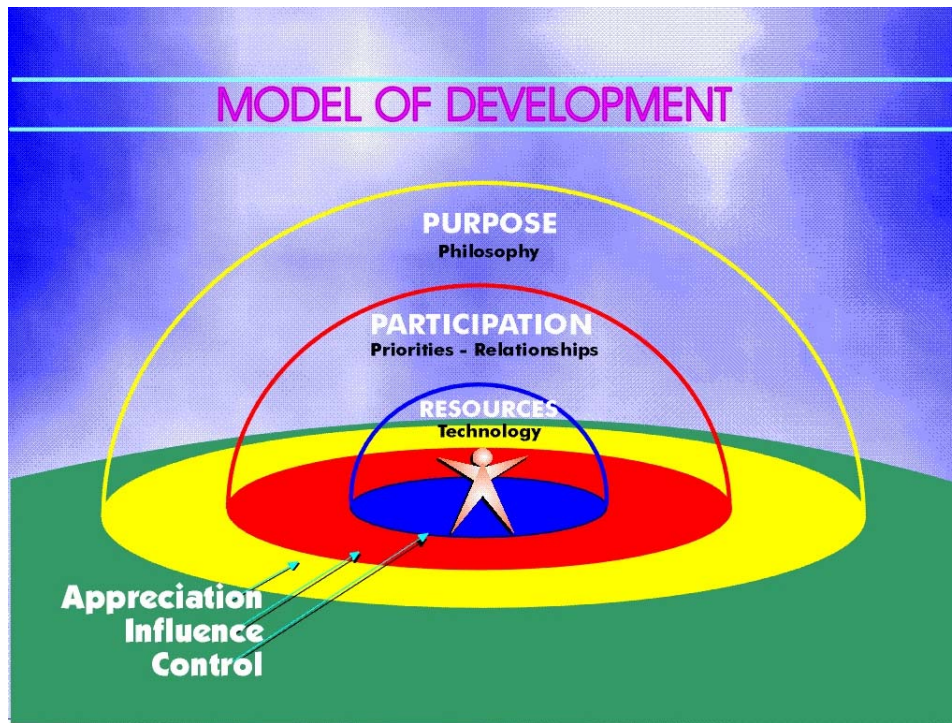 MODEL OF DEVELOPMENT
PURPOSE
Philosophy
PARTICIPATION
Priorities - Relationships
RESOURCES
Technology
Appreciation
Influence
Control